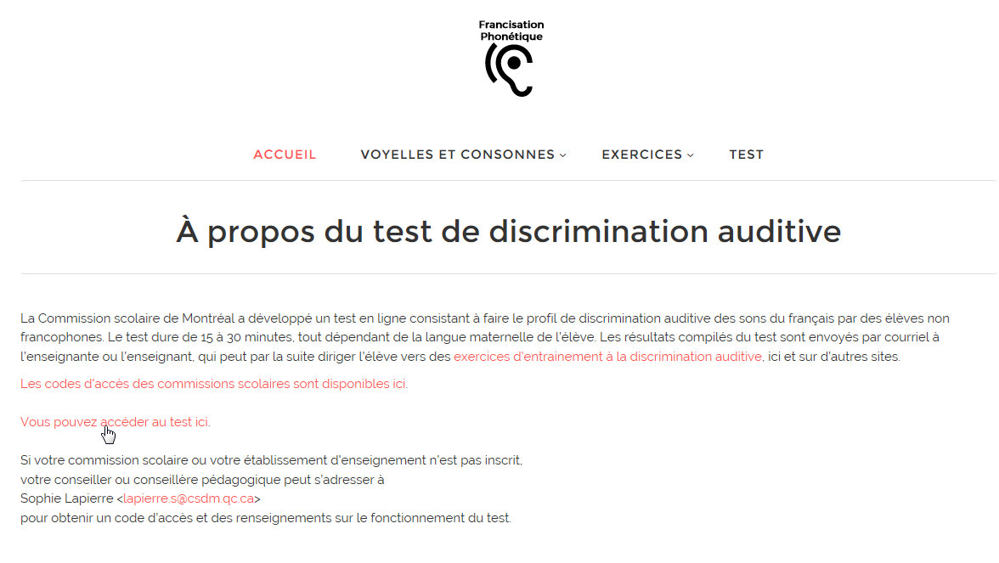 Francisation
Phonétique
ACCUEIL VOYELLES ET CONSONNES EXERCICES TEST
À propos du test de discrimination auditive
La Commission scolaire de Montréal a développé un test en ligne consistant à faire le profil de discrimination auditive des sons du français par des élèves non
francophones. Le test dure de 15 à 30 minutes, tout dépendant de la langue maternelle de l'élève. Les résultats compilés du test sont envoyés par courriel à
l'enseignante ou l'enseignant, qui peut par la suite diriger l'élève vers des exercices d'entrainement à la discrimination auditive, ici et sur d'autres sites.
Les codes d'accès des commissions scolaires sont disponibles ici.
Vous pouvez accéder au test ici.
Si votre commission scolaire ou votre établissement d'enseignement n'est pas inscrit,
votre conseiller ou conseillère pédagogique peut s'adresser à
Sophie Lapierre <lapierre.s@csdm.qc.ca>
pour obtenir un code d'accès et des renseignements sur le fonctionnement du test.